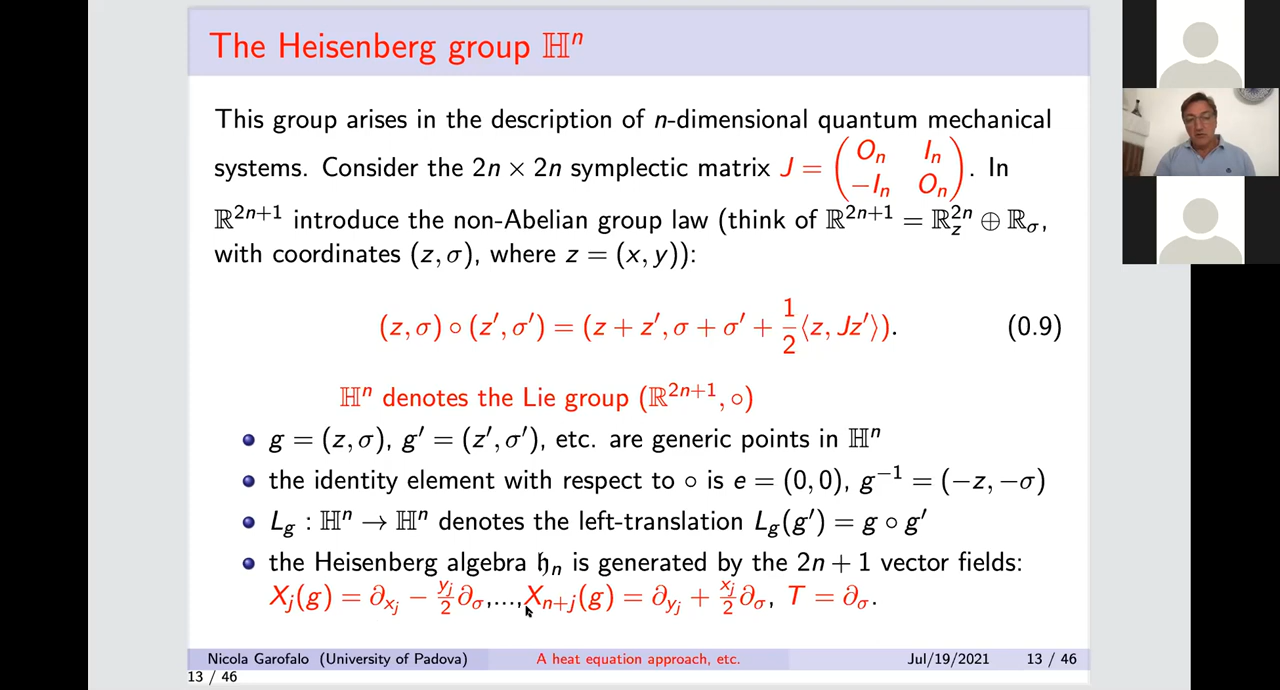 The Heisenberg group ℍⁿ
This group arises in the description of n-dimensional quantum mechanical
systems. Consider the 2n × 2n symplectic matrix J = ( Oₙ Iₙ ; −Iₙ Oₙ ). In
ℝ²ⁿ⁺¹ introduce the non-Abelian group law (think of ℝ²ⁿ⁺¹ = ℝ_z²ⁿ ⊕ ℝ_σ,
with coordinates (z, σ), where z = (x, y)):
(z, σ) ∘ (z′, σ′) = (z + z′, σ + σ′ + 1/2⟨z, Jz′⟩). (0.9)
ℍⁿ denotes the Lie group (ℝ²ⁿ⁺¹, ∘)
g = (z, σ), g′ = (z′, σ′), etc. are generic points in ℍⁿ
the identity element with respect to ∘ is e = (0, 0), g⁻¹ = (−z, −σ)
L_g : ℍⁿ → ℍⁿ denotes the left-translation L_g(g′) = g ∘ g′
the Heisenberg algebra 𝔥ₙ is generated by the 2n + 1 vector fields:
X_j(g) = ∂_{x_j} − y_j/2 ∂_σ,...,X_{n+j}(g) = ∂_{y_j} + x_j/2 ∂_σ, T = ∂_σ.
Nicola Garofalo (University of Padova) A heat equation approach, etc. Jul/19/2021 13 / 46
13 / 46